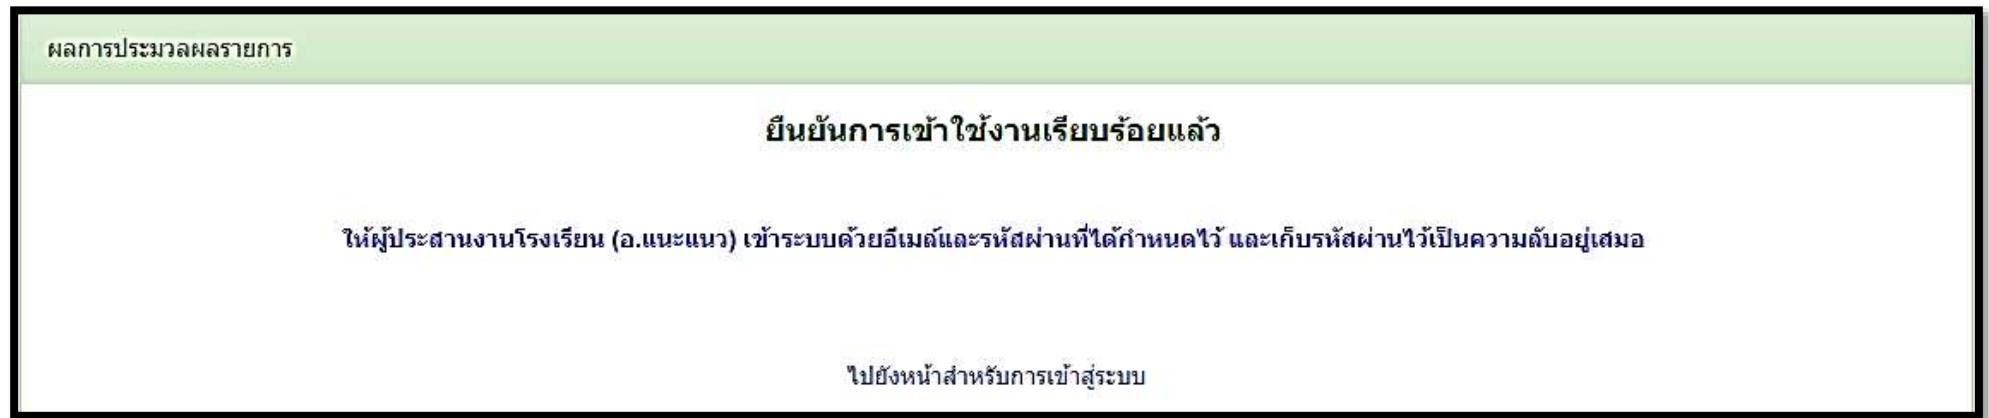 ผลการประมวลผลรายการ
ยืนยันการเข้าใช้งานเรียบร้อยแล้ว
ให้ผู้ประสานงานโรงเรียน (อ.แนะแนว) เข้าระบบด้วยอีเมล์และรหัสผ่านที่ได้กำหนดไว้ และเก็บรหัสผ่านไว้เป็นความลับอยู่เสมอ
ไปยังหน้าสำหรับการเข้าสู่ระบบ